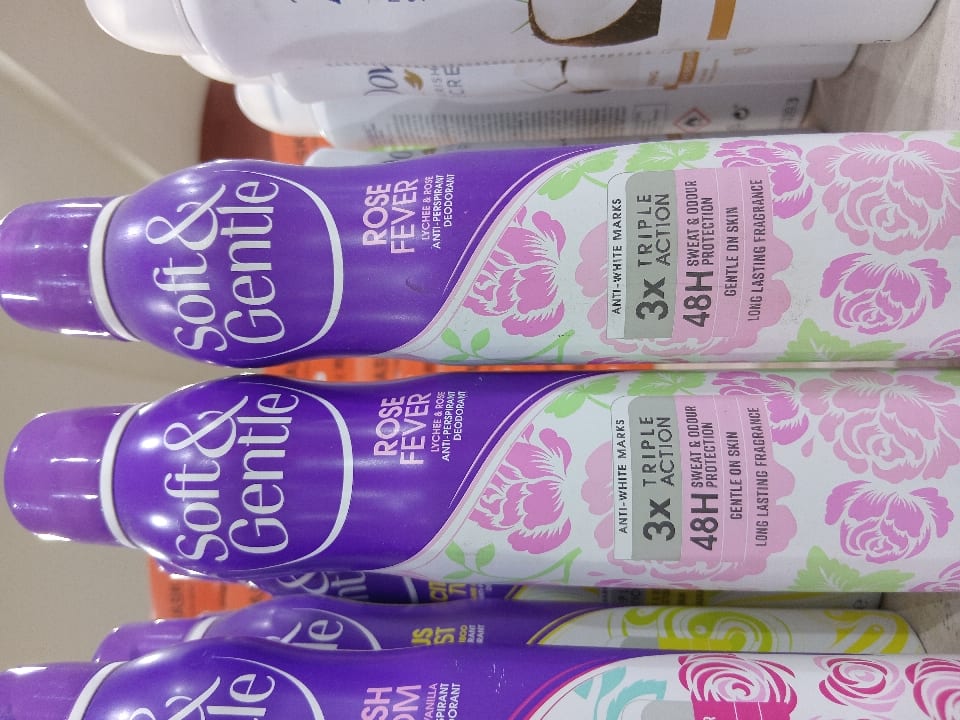 Soft &
Gentle
ROSE
FEVER
LYCHEE & ROSE
ANTI-PERSPIRANT
DEODORANT
ANTI-WHITE MARKS
3x TRIPLE
ACTION
48H SWEAT & ODOUR
PROTECTION
GENTLE ON SKIN
LONG LASTING FRAGRANCE
Soft &
Gentle
ROSE
FEVER
LYCHEE & ROSE
ANTI-PERSPIRANT
DEODORANT
ANTI-WHITE MARKS
3x TRIPLE
ACTION
48H SWEAT & ODOUR
PROTECTION
GENTLE ON SKIN
LONG LASTING FRAGRANCE